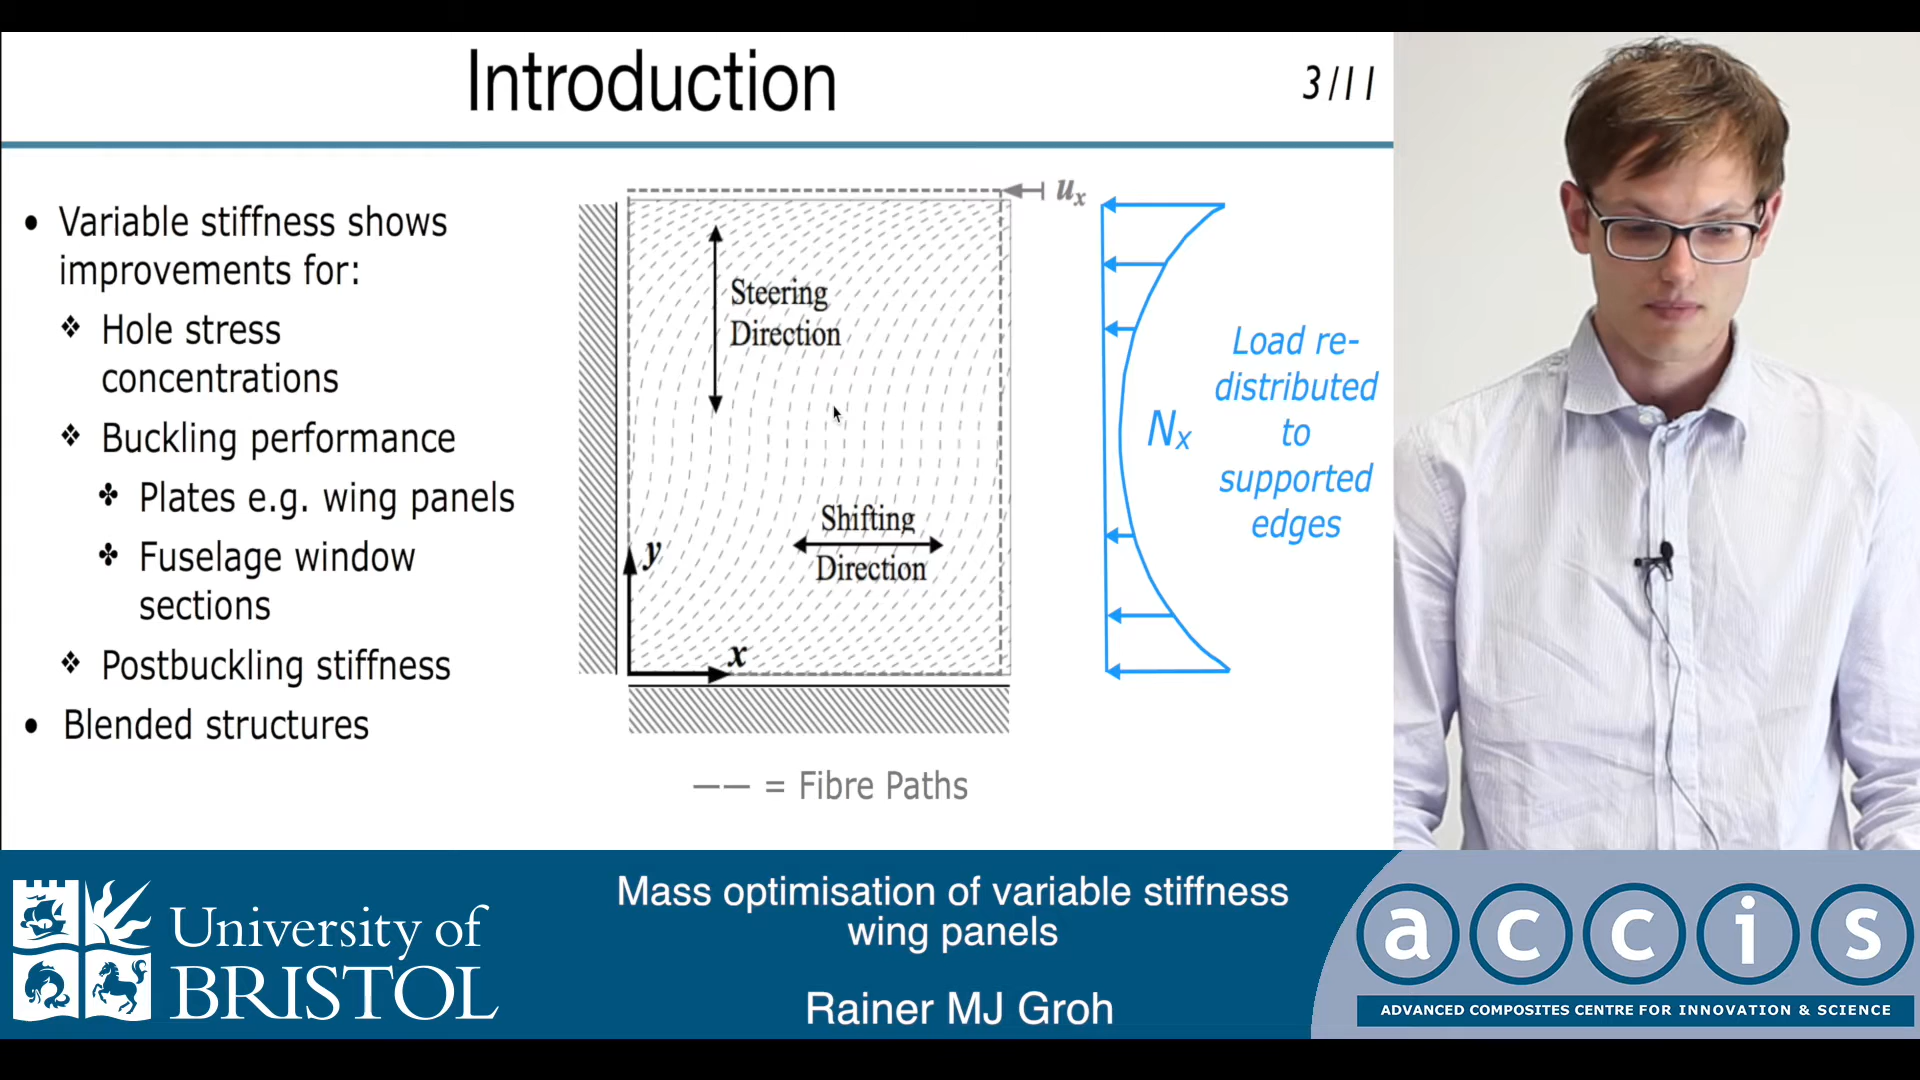 Introduction
3/11
• Variable stiffness shows
improvements for:
❖ Hole stress
concentrations
❖ Buckling performance
✤ Plates e.g. wing panels
✤ Fuselage window
sections
❖ Postbuckling stiffness
• Blended structures
uₓ
Steering
Direction
Shifting
Direction
y
x
—— = Fibre Paths
Nₓ
Load re-
distributed
to
supported
edges
University of
BRISTOL
Mass optimisation of variable stiffness
wing panels
Rainer MJ Groh
accis
ADVANCED COMPOSITES CENTRE FOR INNOVATION & SCIENCE